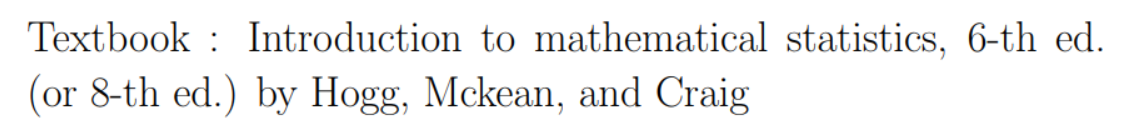 Textbook : Introduction to mathematical statistics, 6-th ed.
(or 8-th ed.) by Hogg, Mckean, and Craig